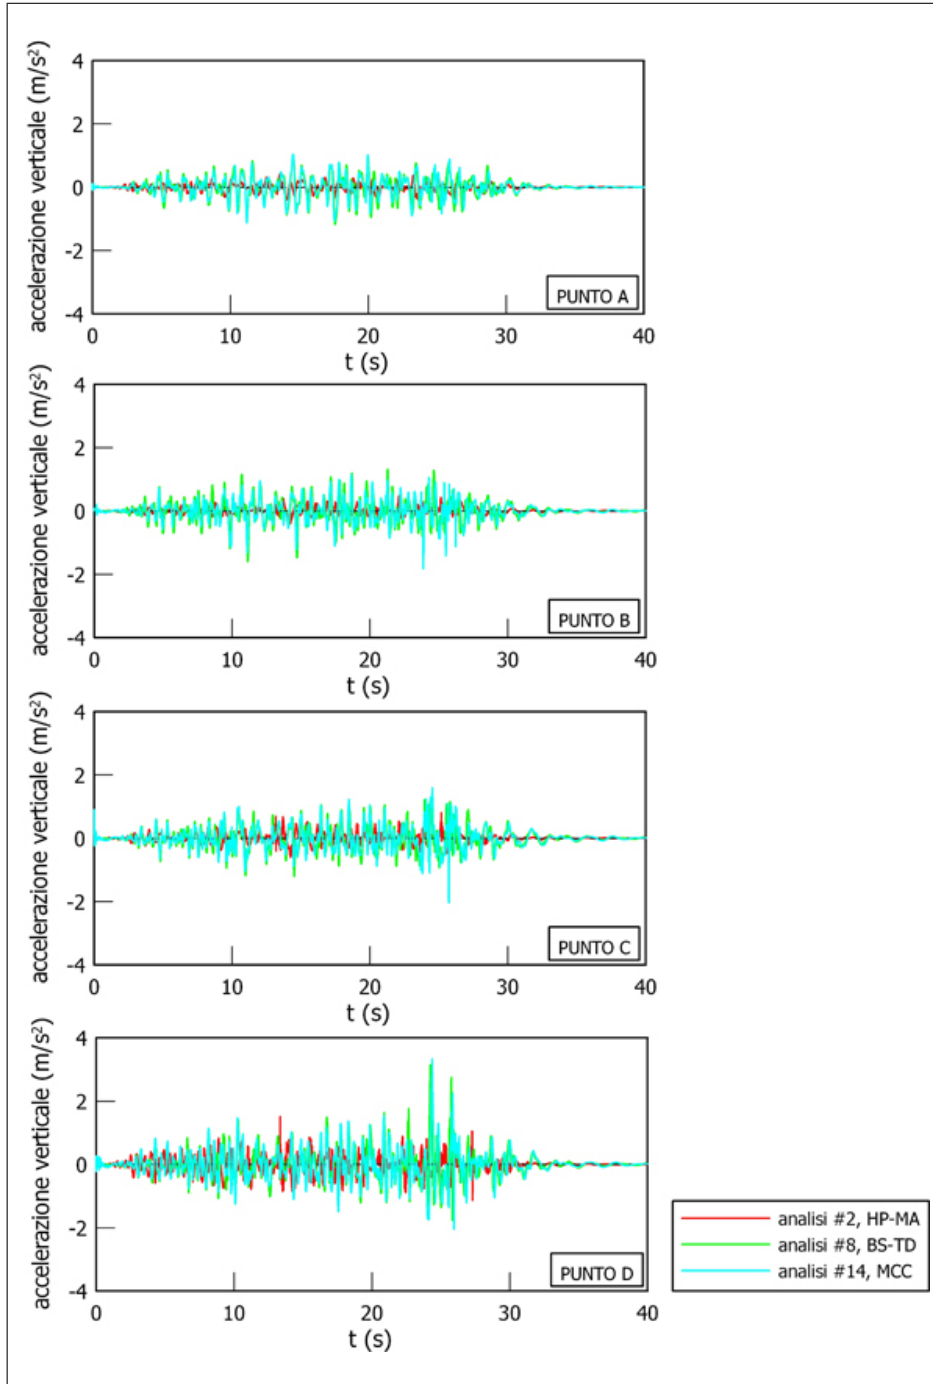 accelerazione verticale (m/s²)
4
2
0
-2
-4
PUNTO A
0 10 20 30 40
t (s)
accelerazione verticale (m/s²)
4
2
0
-2
-4
PUNTO B
0 10 20 30 40
t (s)
accelerazione verticale (m/s²)
4
2
0
-2
-4
PUNTO C
0 10 20 30 40
t (s)
accelerazione verticale (m/s²)
4
2
0
-2
-4
PUNTO D
0 10 20 30 40
t (s)
analisi #2, HP-MA
analisi #8, BS-TD
analisi #14, MCC